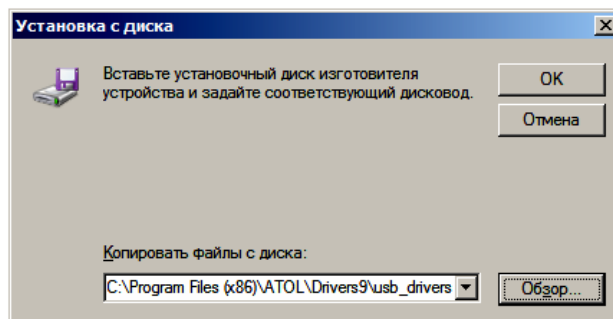 Установка с диска
Вставьте установочный диск изготовителя
устройства и задайте соответствующий дисковод.
OK
Отмена
Копировать файлы с диска:
C:\Program Files (x86)\ATOL\Drivers9\usb_drivers
Обзор...